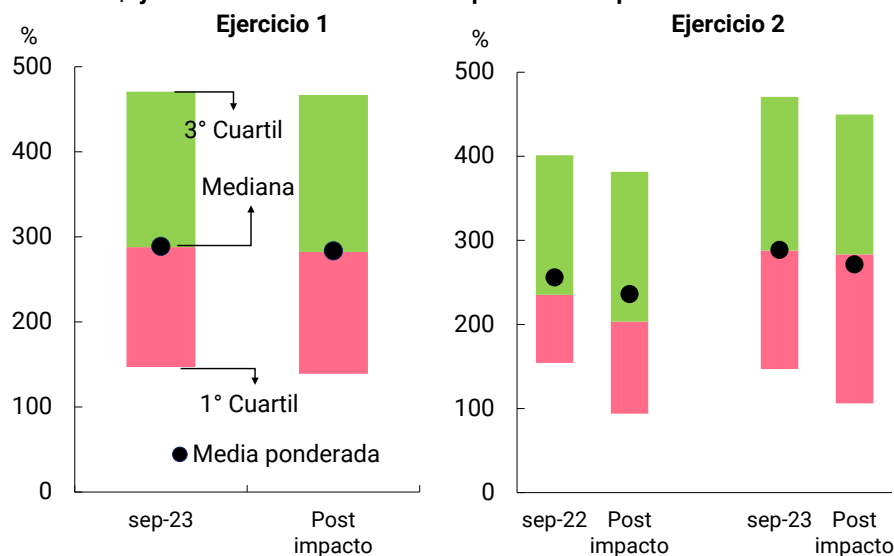 Ejercicio 1
%
500
400
300
200
100
0
3° Cuartil
Mediana
1° Cuartil
Media ponderada
sep-23
Post
impacto
Ejercicio 2
%
500
400
300
200
100
0
sep-22
Post
impacto
sep-23
Post
impacto